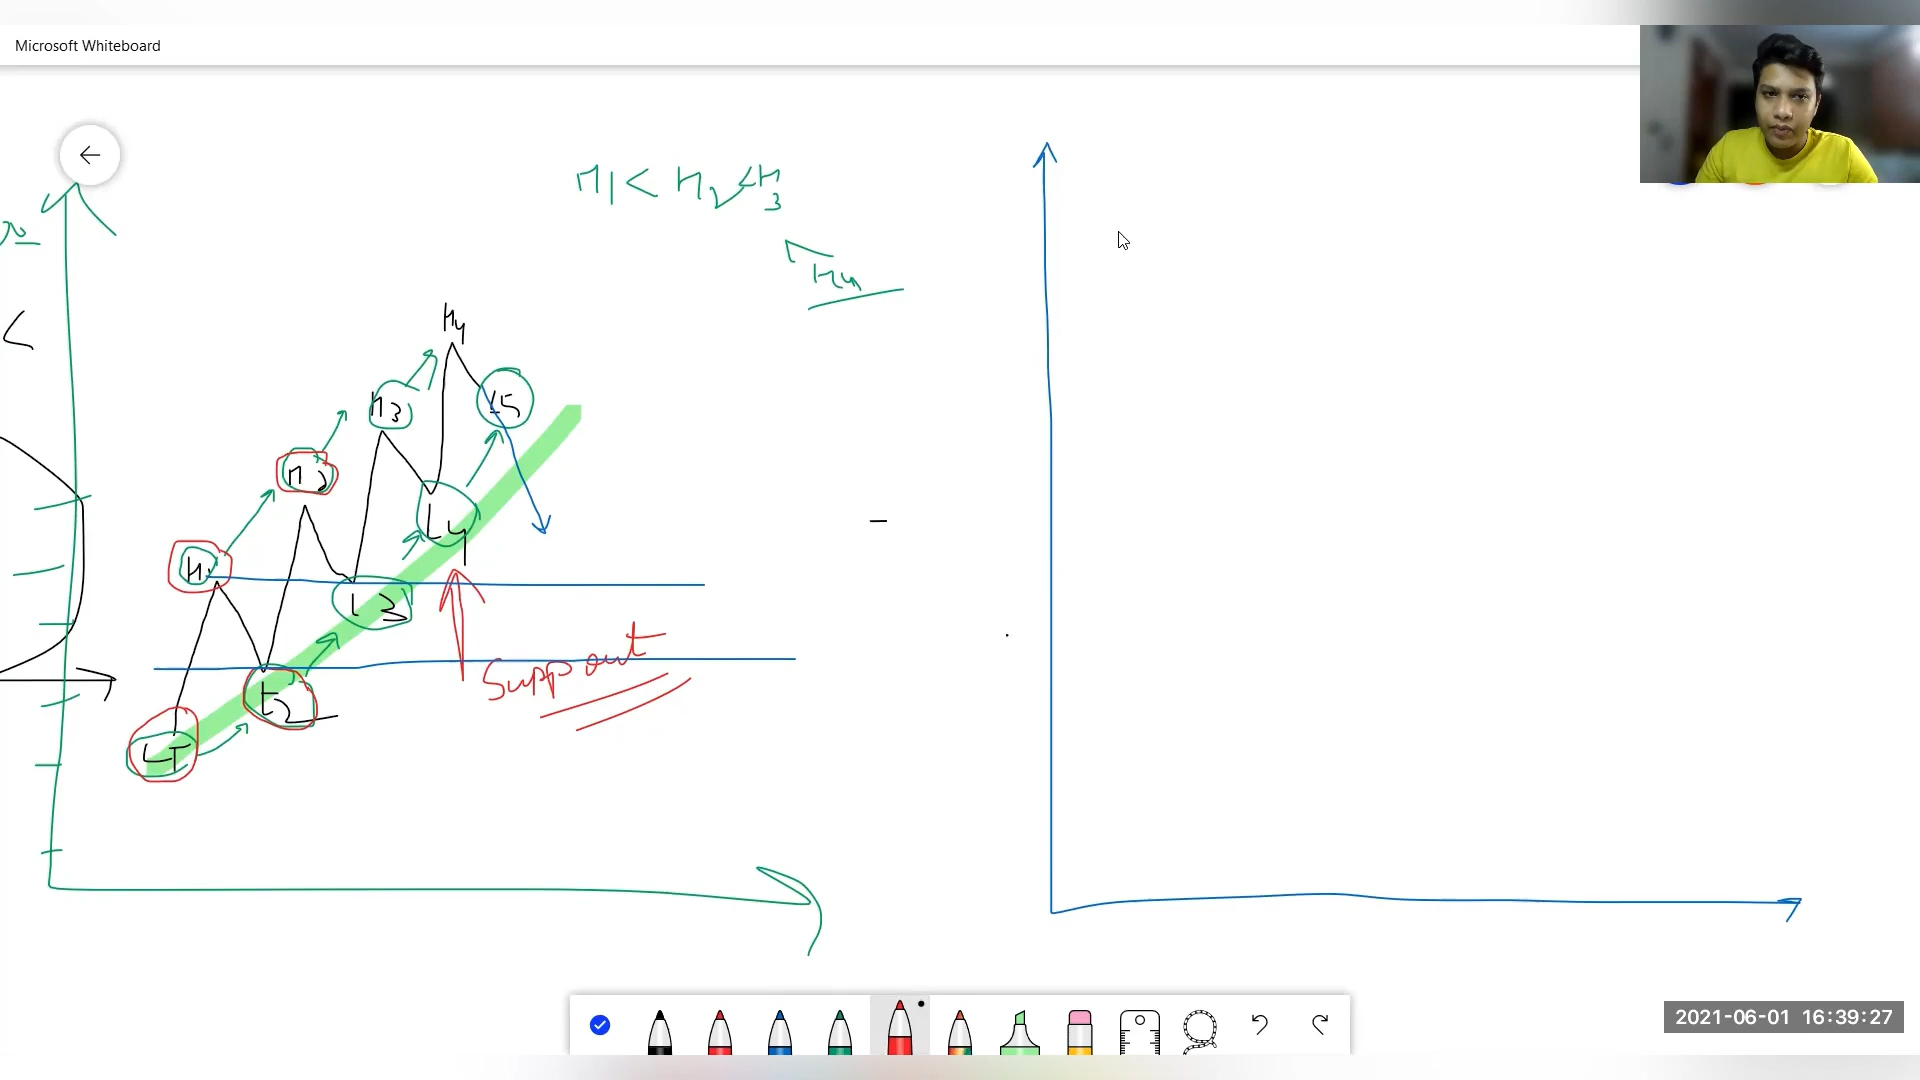 Microsoft Whiteboard
H1 < H2 < H3
H4
H4
H3
L5
H2
L4
H1
L3
Support
L2
L1
2021-06-01 16:39:27